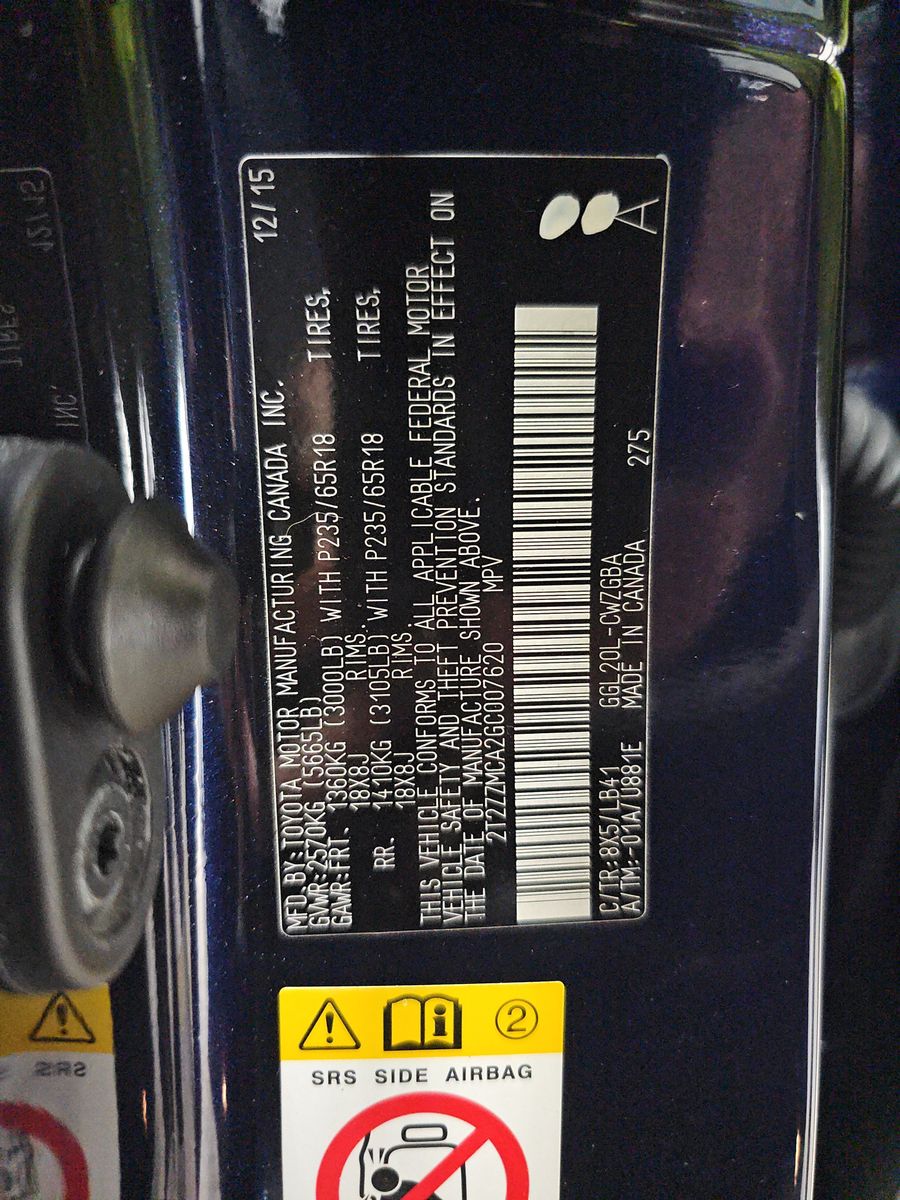 MFD.BY:TOYOTA MOTOR MANUFACTURING CANADA INC. 12/15
GVWR:2570KG (5665LB)
GAWR:FRT. 1360KG (3000LB) WITH P235/65R18 TIRES,
18X8J RIMS.
RR. 1410KG (3105LB) WITH P235/65R18 TIRES,
18X8J RIMS
THIS VEHICLE CONFORMS TO ALL APPLICABLE FEDERAL MOTOR
VEHICLE SAFETY AND THEFT PREVENTION STANDARDS IN EFFECT ON
THE DATE OF MANUFACTURE SHOWN ABOVE.
2T2ZZMCA2GC007620 MPV
C/TR:8X5/LB41 GGL20L-CWZGBA
A/TM:-01A/U881E MADE IN CANADA 275 A
2
SRS SIDE AIRBAG